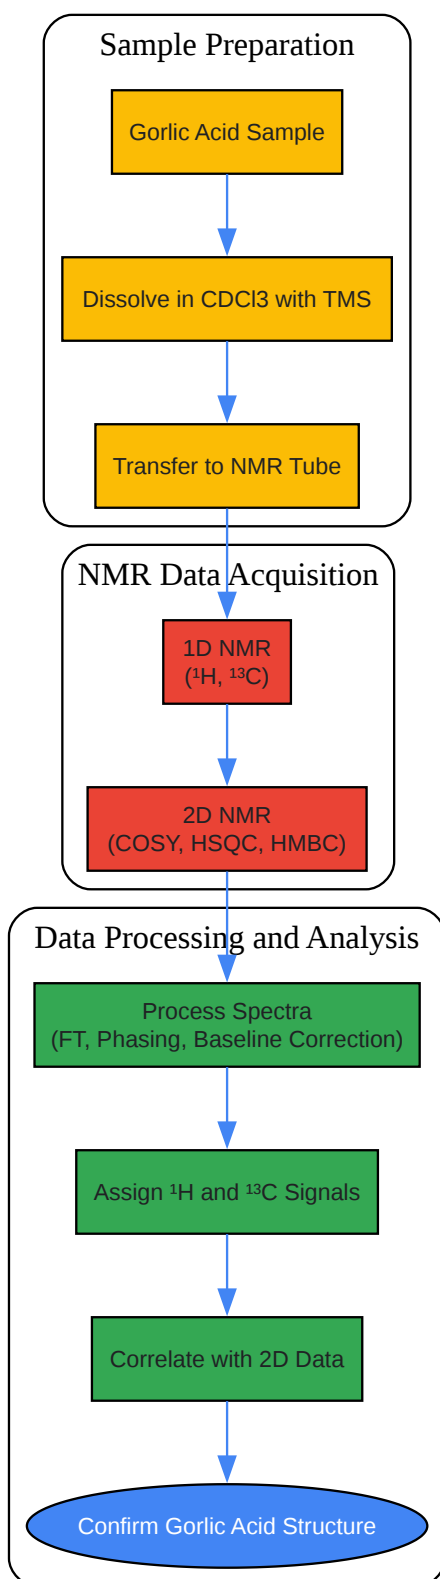 Sample Preparation
Gorlic Acid Sample
Dissolve in CDCl3 with TMS
Transfer to NMR Tube
NMR Data Acquisition
1D NMR
(¹H, ¹³C)
2D NMR
(COSY, HSQC, HMBC)
Data Processing and Analysis
Process Spectra
(FT, Phasing, Baseline Correction)
Assign ¹H and ¹³C Signals
Correlate with 2D Data
Confirm Gorlic Acid Structure